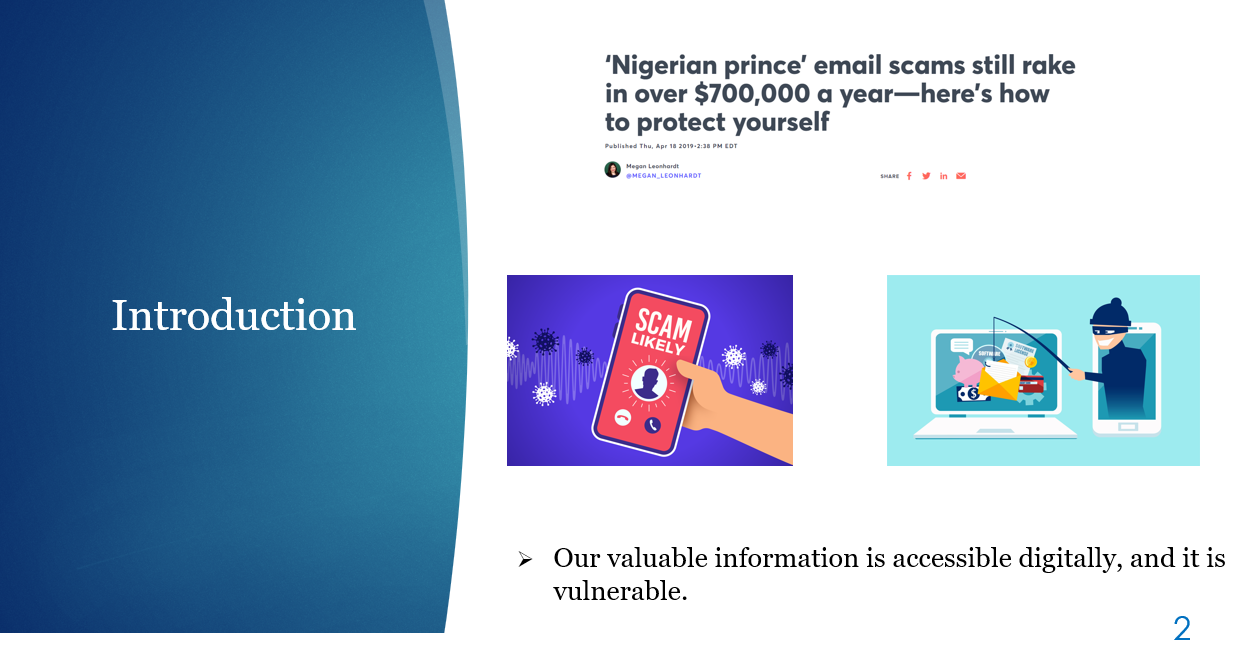 ‘Nigerian prince’ email scams still rake
in over $700,000 a year—here’s how
to protect yourself
Published Thu, Apr 18 2019•2:38 PM EDT
Megan Leonhardt
@MEGAN_LEONHARDT
SHARE
Introduction
SCAM
LIKELY
SOFTWARE
LICENSE
Our valuable information is accessible digitally, and it is
vulnerable.
2